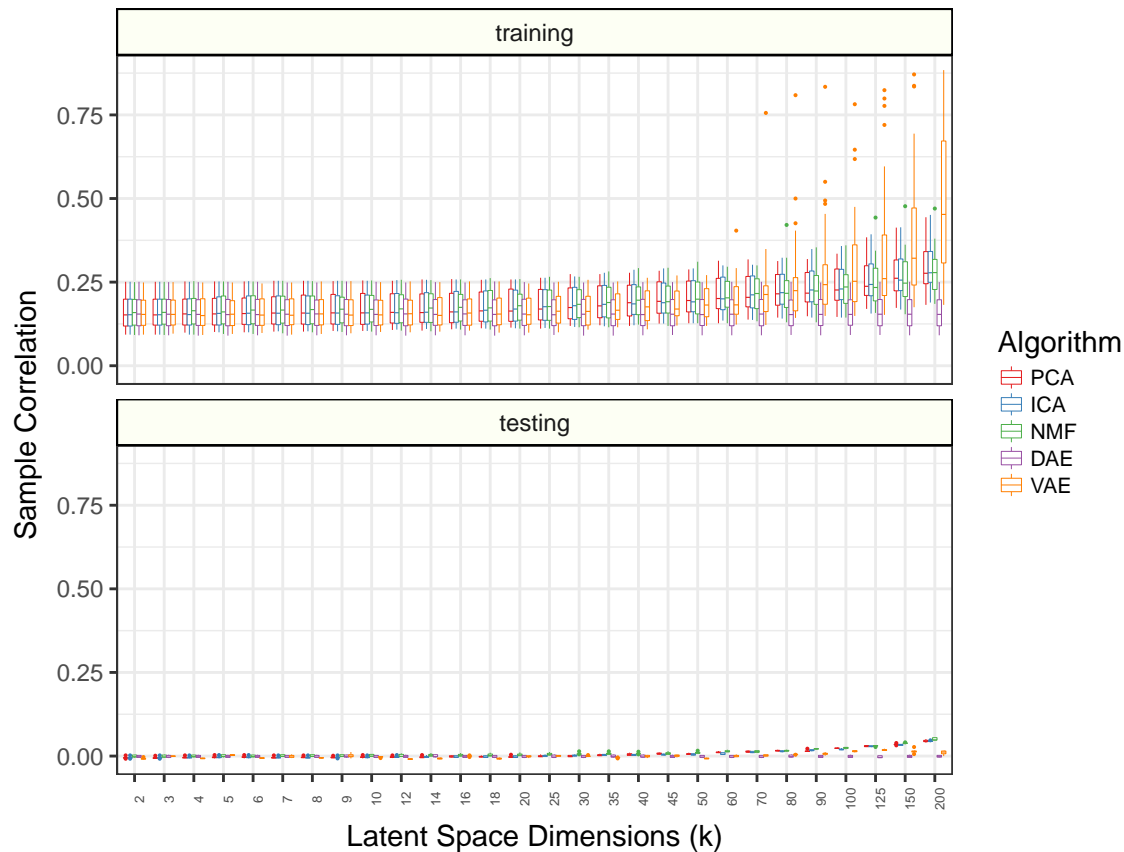 training
0.75
0.50
0.25
0.00
testing
0.75
0.50
0.25
0.00
Sample Correlation
2 3 4 5 6 7 8 9 10 12 14 16 18 20 25 30 35 40 45 50 60 70 80 90 100 125 150 200
Latent Space Dimensions (k)
Algorithm
PCA
ICA
NMF
DAE
VAE